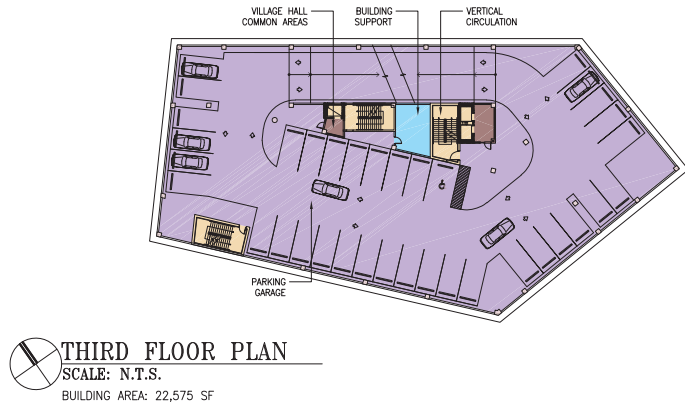 VILLAGE HALL
COMMON AREAS
BUILDING
SUPPORT
VERTICAL
CIRCULATION
PARKING
GARAGE
THIRD FLOOR PLAN
SCALE: N.T.S.
BUILDING AREA: 22,575 SF